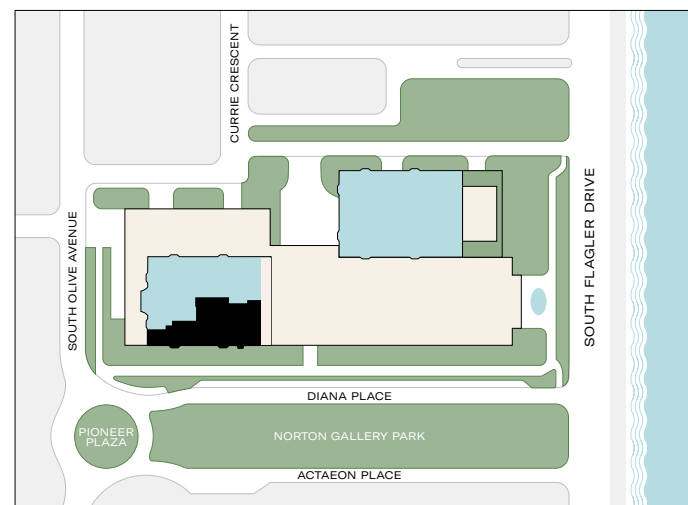 CURRIE CRESCENT
SOUTH OLIVE AVENUE
SOUTH FLAGLER DRIVE
DIANA PLACE
PIONEER
PLAZA
NORTON GALLERY PARK
ACTAEON PLACE